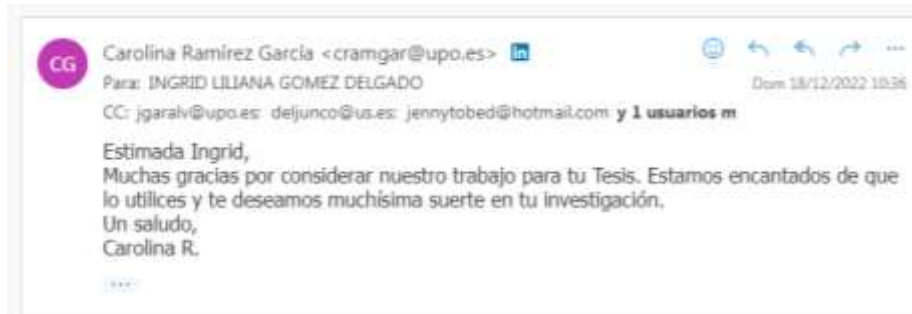 CG
Carolina Ramírez García <cramgar@upo.es> in
Para: INGRID LILIANA GOMEZ DELGADO
Dom 18/12/2022 10:36
CC: jgaralv@upo.es; deljunco@us.es; jennytobed@hotmail.com y 1 usuarios m
Estimada Ingrid,
Muchas gracias por considerar nuestro trabajo para tu Tesis. Estamos encantados de que
lo utilices y te deseamos muchísima suerte en tu investigación.
Un saludo,
Carolina R.